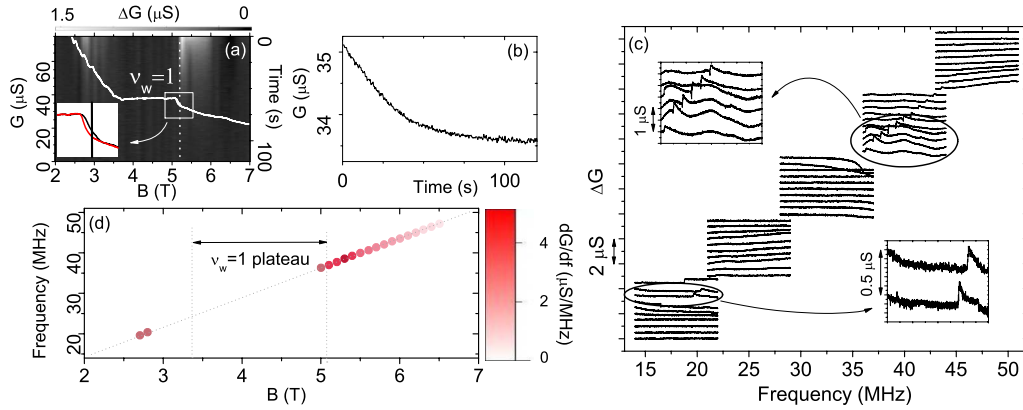 1.5 ΔG (μS) 0
(a)
ν_w=1
G (μS)
80
60
40
20
0
0
Time (s)
100
2 3 4 5 6 7
B (T)
(b)
G (μS)
35
34
0 100
Time (s)
(c)
1 μS
ΔG
2 μS
0.5 μS
15 20 25 30 35 40 45 50
Frequency (MHz)
(d)
Frequency (MHz)
50
40
30
20
ν_w=1 plateau
2 3 4 5 6 7
B (T)
4
2
0
dG/df (μS/MHz)